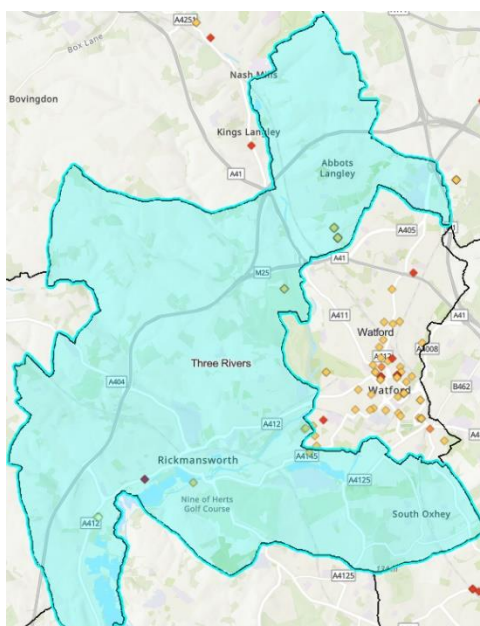 A4251
Box Lane
Nash Mills
Bovingdon
Kings Langley
A41
Abbots
Langley
A405
A41
M25
A41
A411
Watford
A412
A4008
B462
Three Rivers
A404
Watford
A412
Rickmansworth
A4145
A4125
Nine of Herts
Golf Course
A412
South Oxhey
A4125